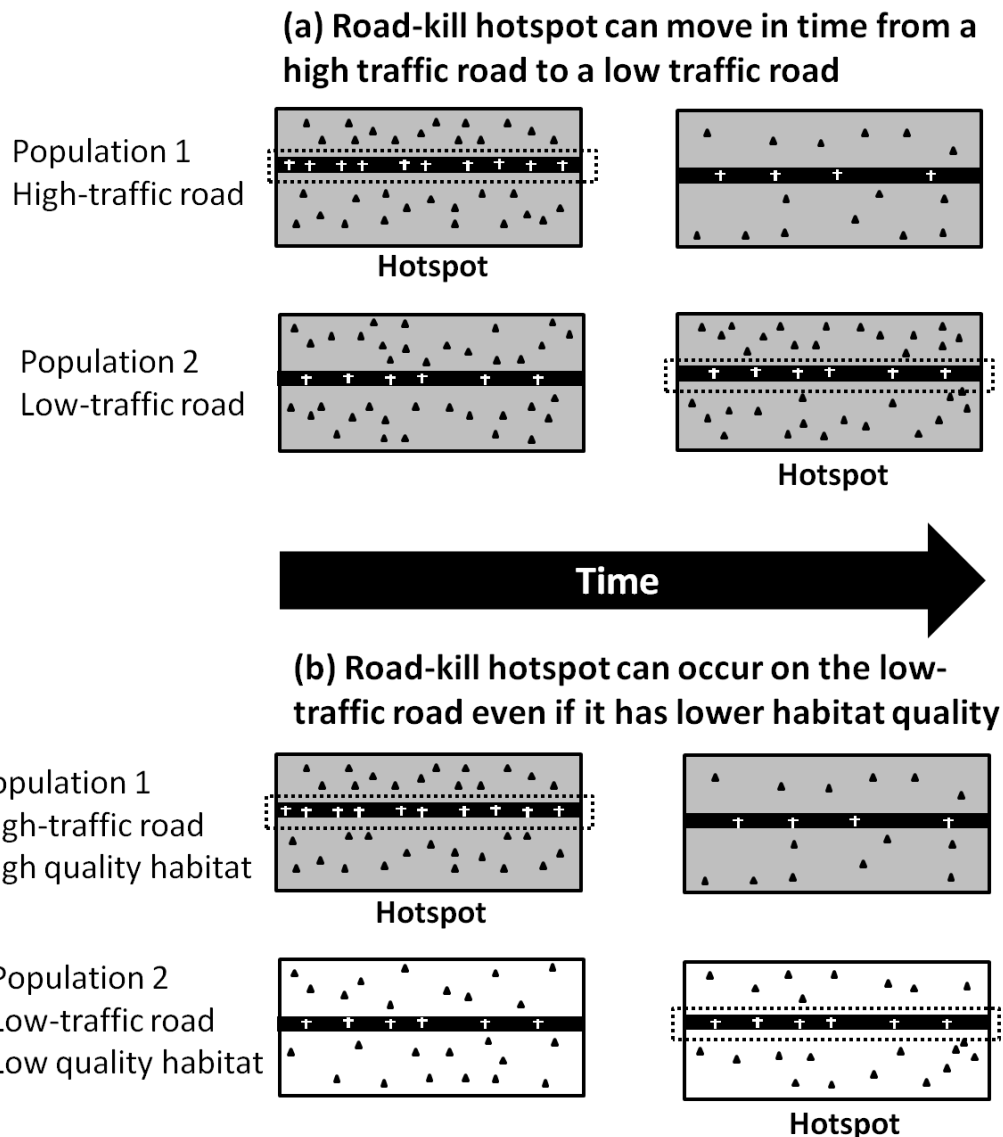 (a) Road-kill hotspot can move in time from a
high traffic road to a low traffic road
Population 1
High-traffic road
Hotspot
Population 2
Low-traffic road
Hotspot
Time
(b) Road-kill hotspot can occur on the low-
traffic road even if it has lower habitat quality
opulation 1
igh-traffic road
igh quality habitat
Hotspot
Population 2
Low-traffic road
Low quality habitat
Hotspot